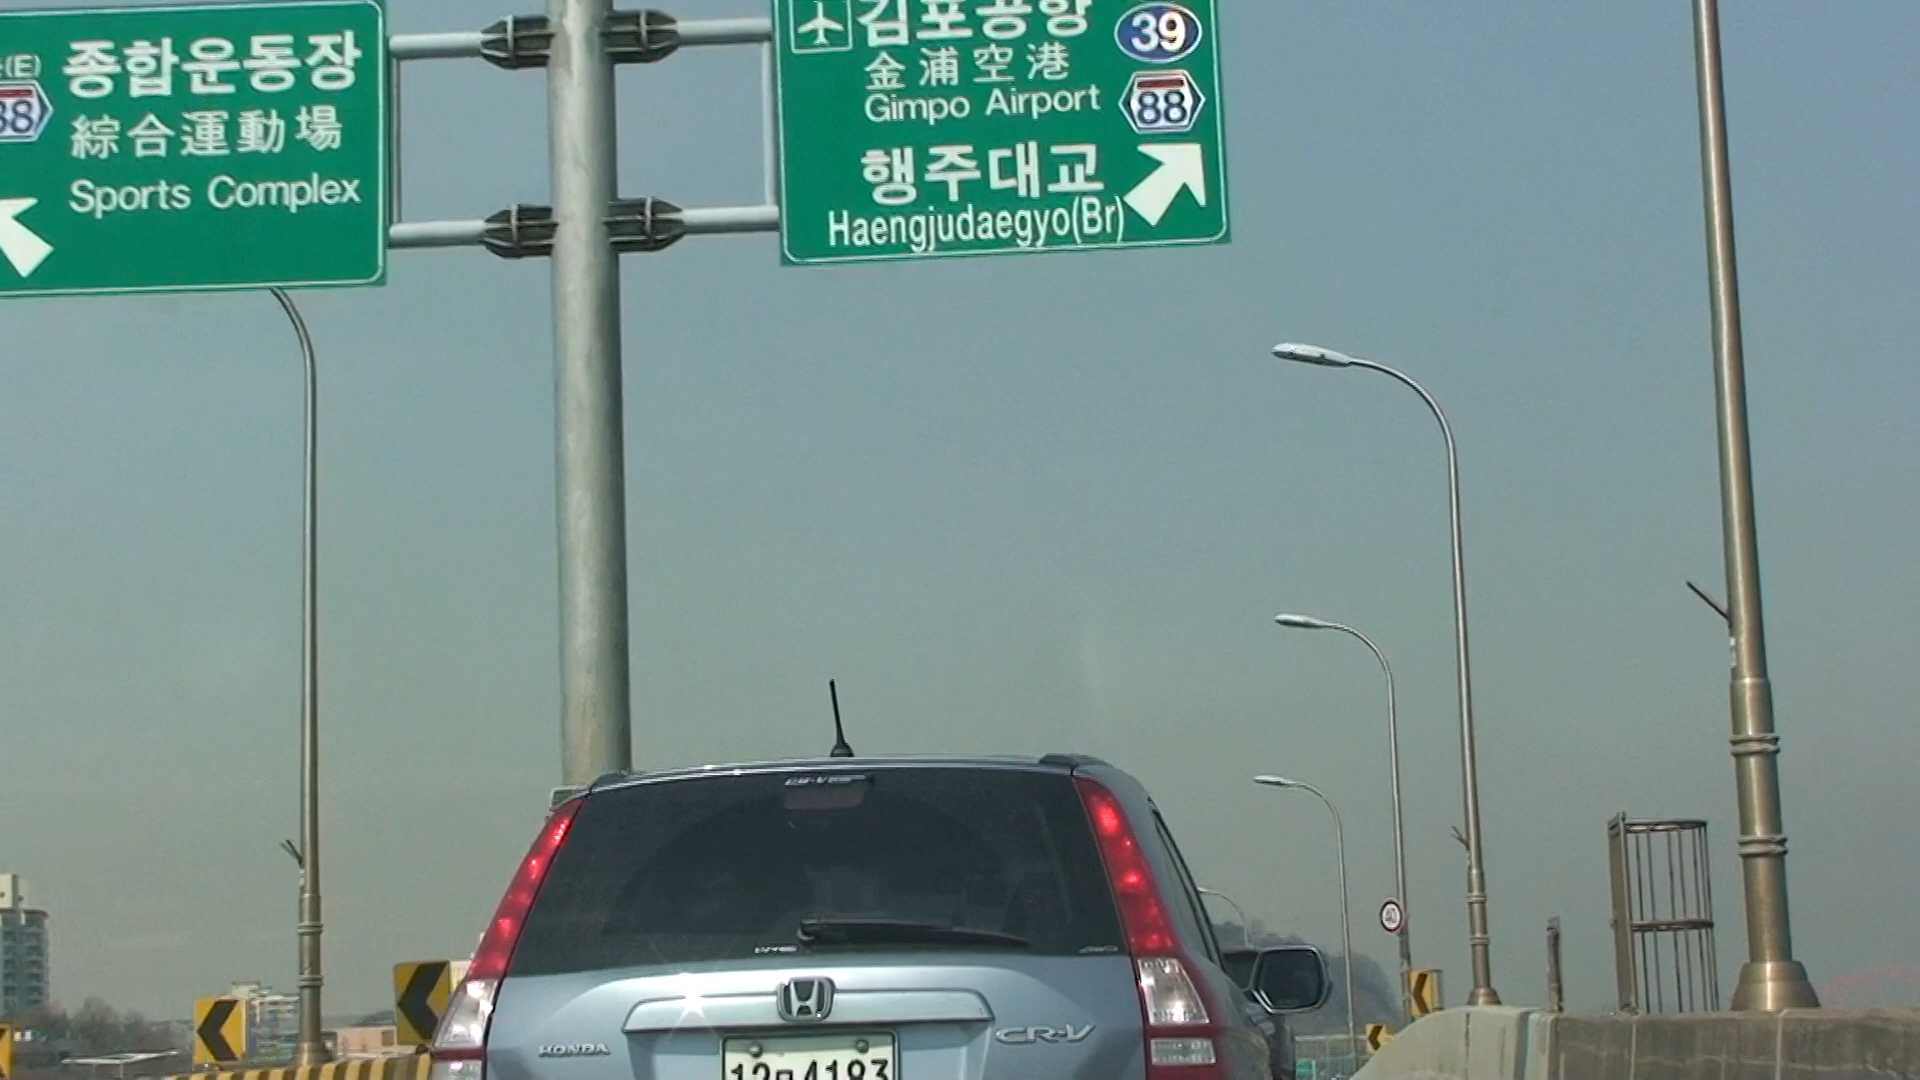 (E)
88
종합운동장
綜合運動場
Sports Complex
김포공항
金浦空港
Gimpo Airport
39
88
행주대교
Haengjudaegyo(Br)
40
HONDA
CR-V